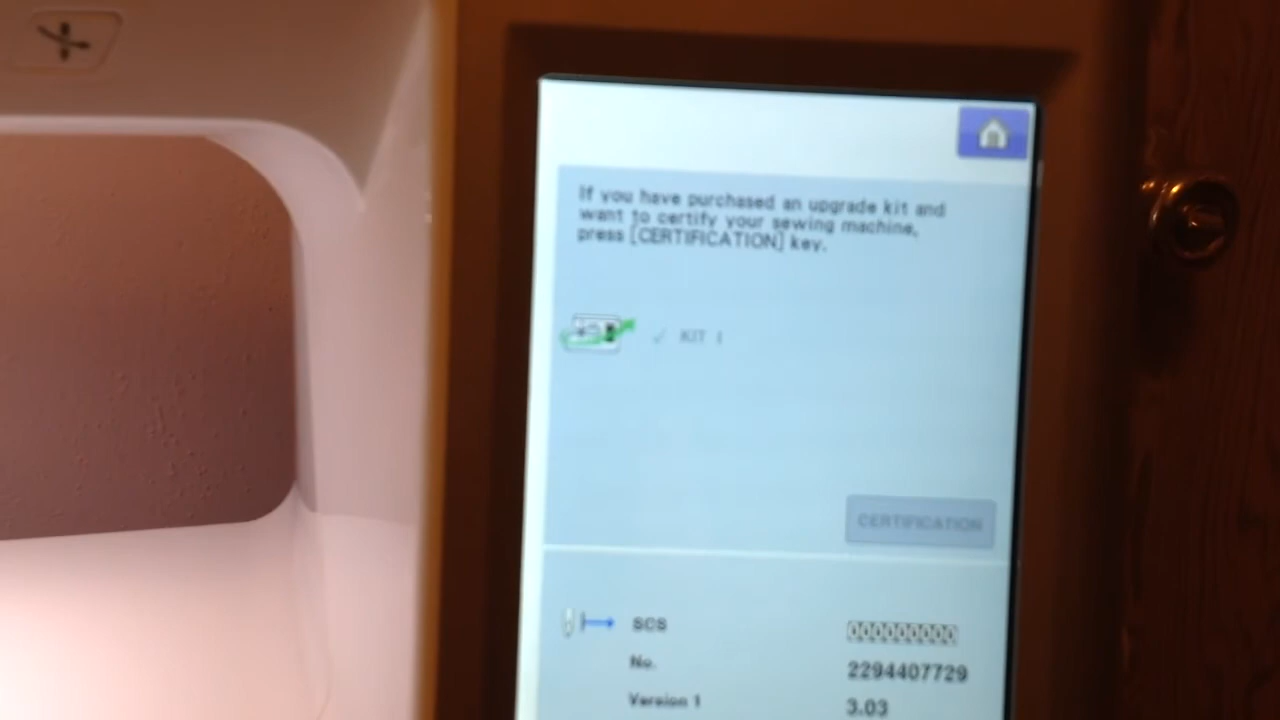 If you have purchased an upgrade kit and
want to certify your sewing machine,
press [CERTIFICATION] key.
✓ KIT 1
CERTIFICATION
SCS 0000000000
No. 2294407729
Version 1 3.03